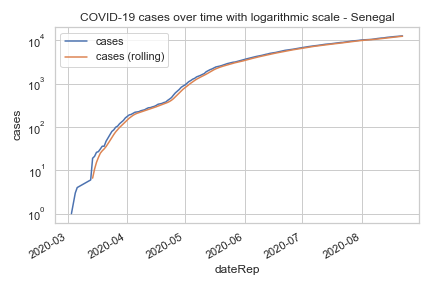 COVID-19 cases over time with logarithmic scale - Senegal
cases
cases (rolling)
10⁴
10³
10²
10¹
10⁰
cases
2020-03
2020-04
2020-05
2020-06
2020-07
2020-08
dateRep